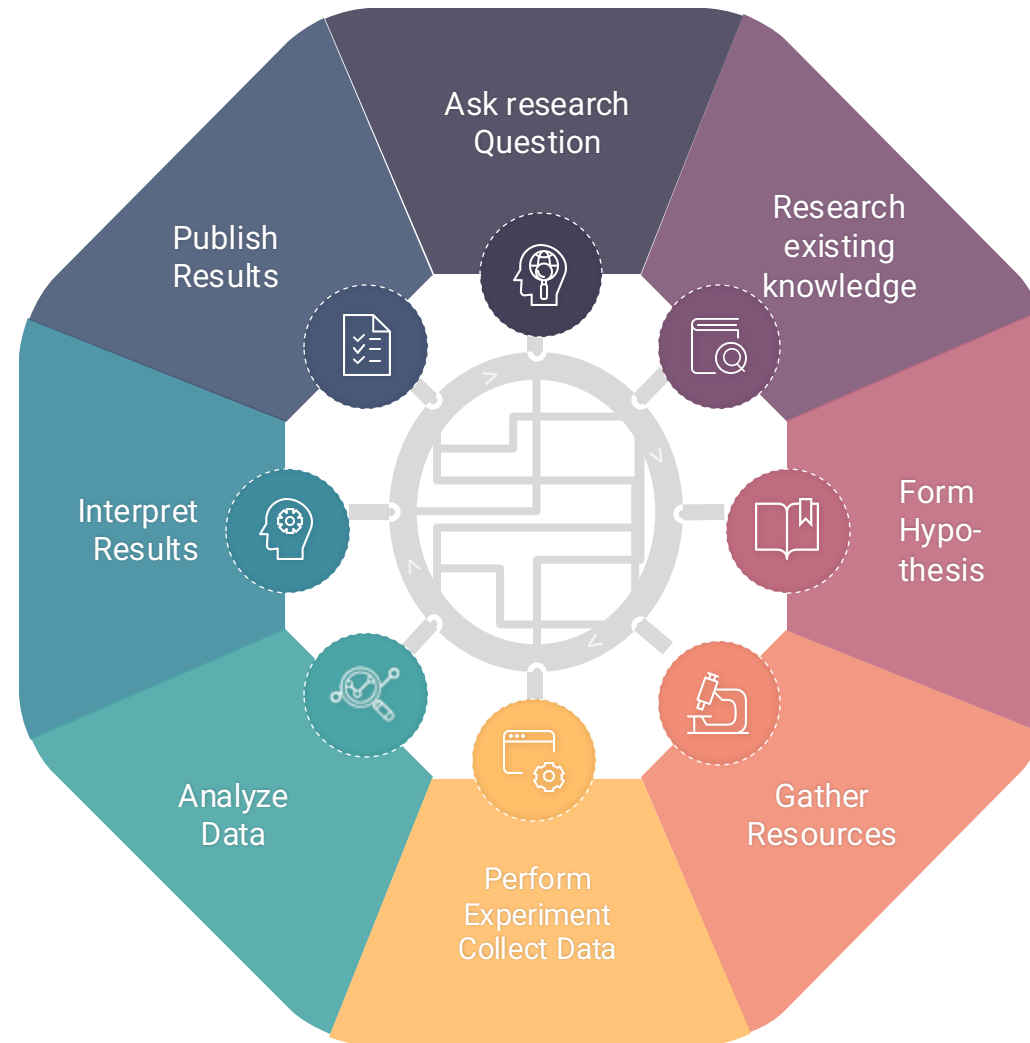 Ask research
Question
Research
existing
knowledge
Form
Hypo-
thesis
Gather
Resources
Perform
Experiment
Collect Data
Analyze
Data
Interpret
Results
Publish
Results